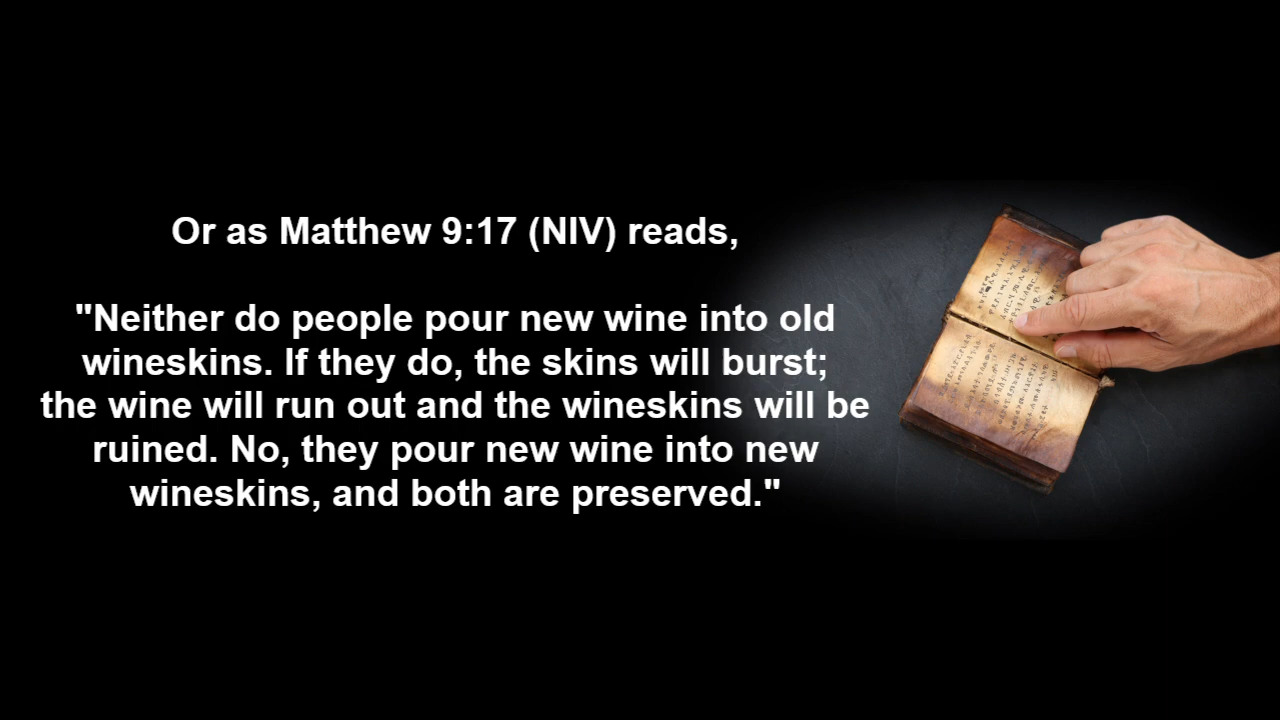 Or as Matthew 9:17 (NIV) reads,
"Neither do people pour new wine into old
wineskins. If they do, the skins will burst;
the wine will run out and the wineskins will be
ruined. No, they pour new wine into new
wineskins, and both are preserved."